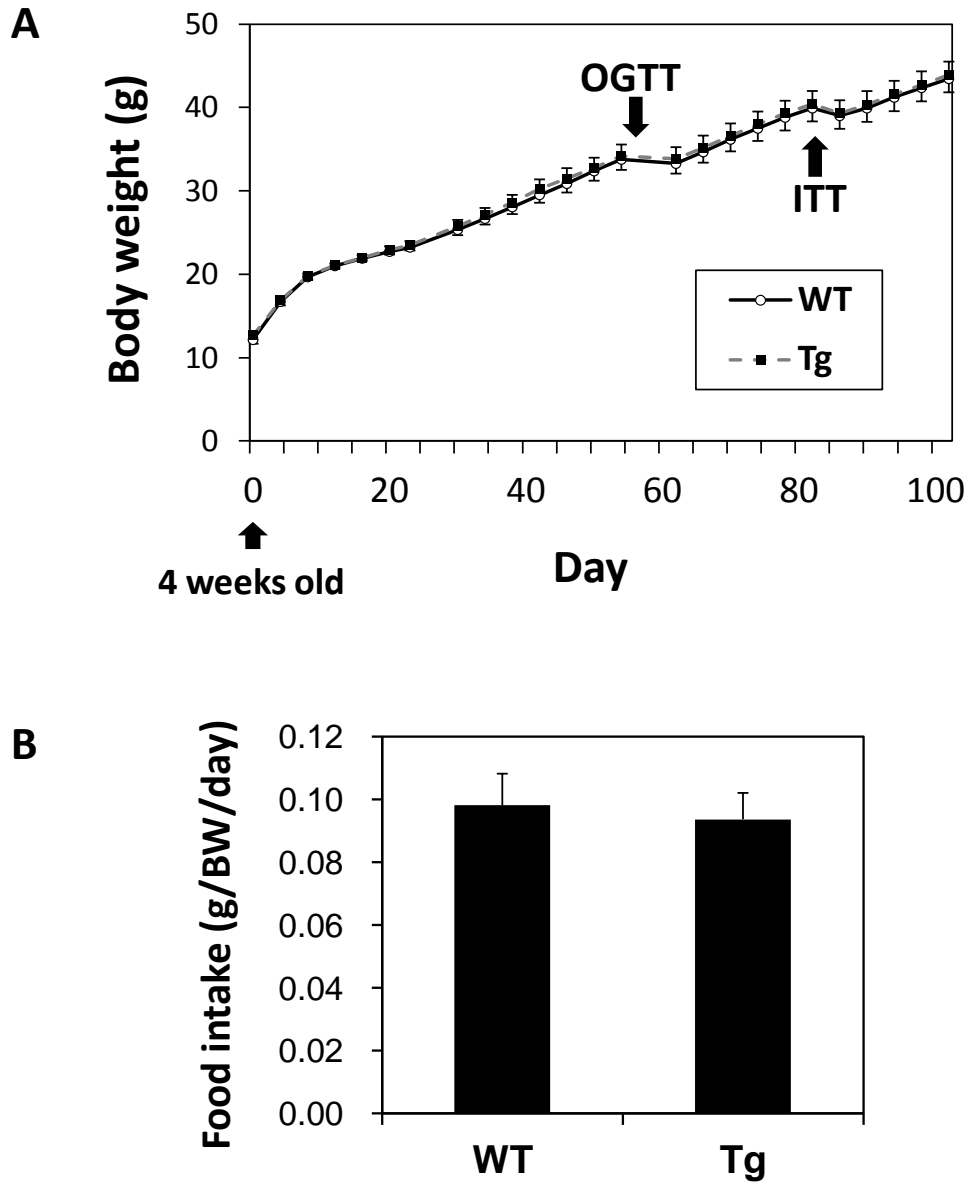 A
Body weight (g)
50
40
30
20
10
0
OGTT
ITT
WT
Tg
0 20 40 60 80 100
4 weeks old
Day
B
Food intake (g/BW/day)
0.12
0.10
0.08
0.06
0.04
0.02
0.00
WT Tg